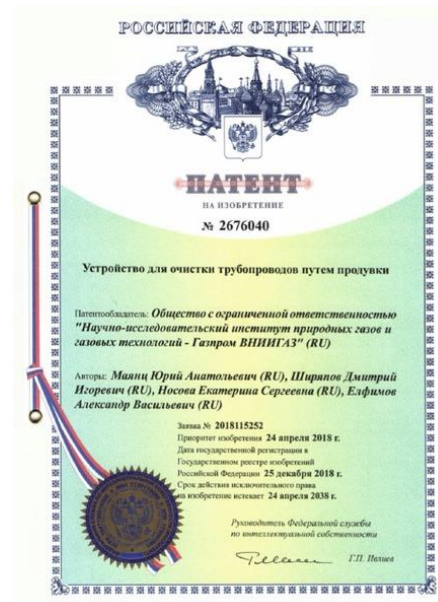 РОССИЙСКАЯ ФЕДЕРАЦИЯ
ПАТЕНТ
НА ИЗОБРЕТЕНИЕ
№ 2676040
Устройство для очистки трубопроводов путем продувки
Патентообладатель: Общество с ограниченной ответственностью
"Научно-исследовательский институт природных газов и
газовых технологий - Газпром ВНИИГАЗ" (RU)
Авторы: Маянц Юрий Анатольевич (RU), Ширяпов Дмитрий
Игоревич (RU), Носова Екатерина Сергеевна (RU), Елфимов
Александр Васильевич (RU)
Заявка № 2018115252
Приоритет изобретения 24 апреля 2018 г.
Дата государственной регистрации в
Государственном реестре изобретений
Российской Федерации 25 декабря 2018 г.
Срок действия исключительного права
на изобретение истекает 24 апреля 2038 г.
Руководитель Федеральной службы
по интеллектуальной собственности
Г.П. Ивлиев